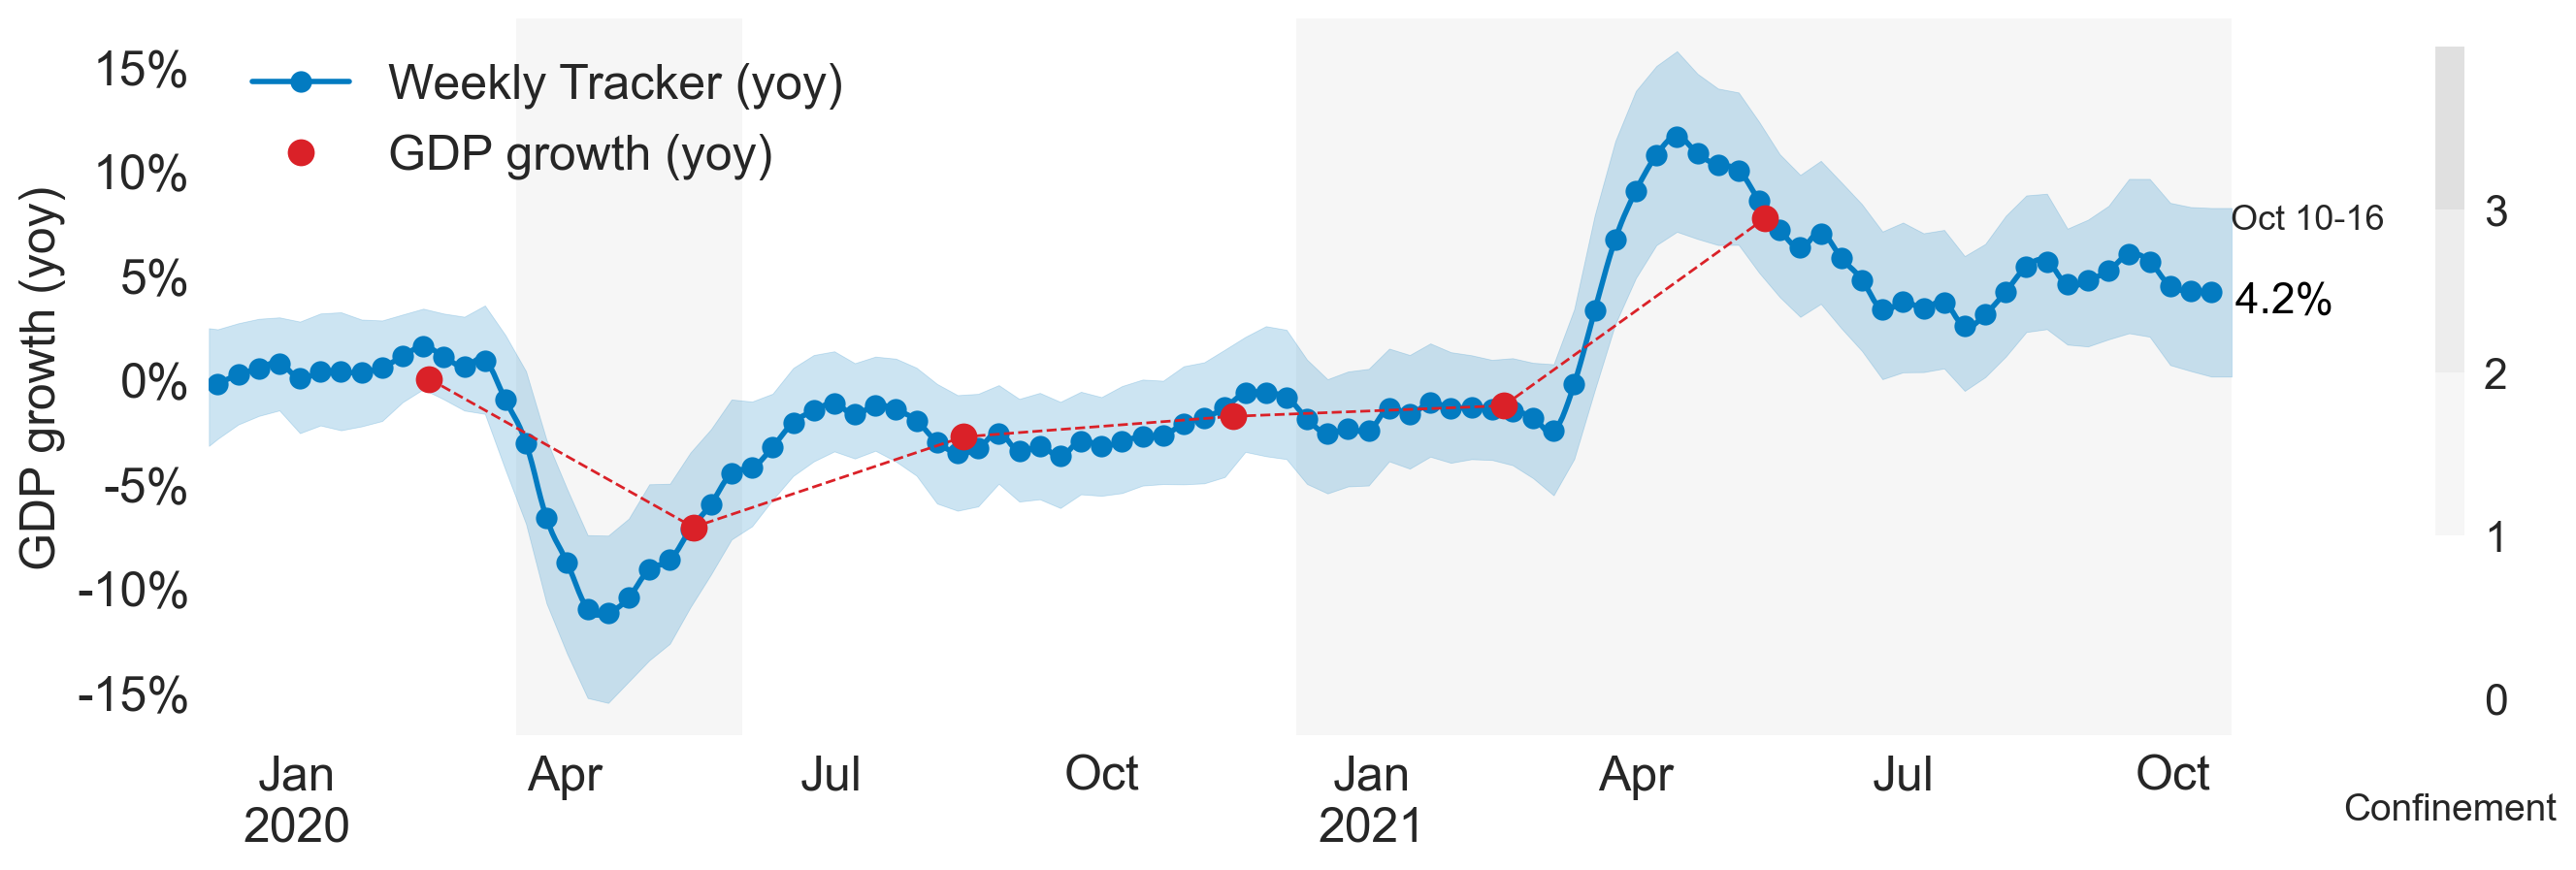 Weekly Tracker (yoy)
GDP growth (yoy)
GDP growth (yoy)
15%
10%
5%
0%
-5%
-10%
-15%
Jan
2020
Apr
Jul
Oct
Jan
2021
Apr
Jul
Oct
Oct 10-16
4.2%
3
2
1
0
Confinement